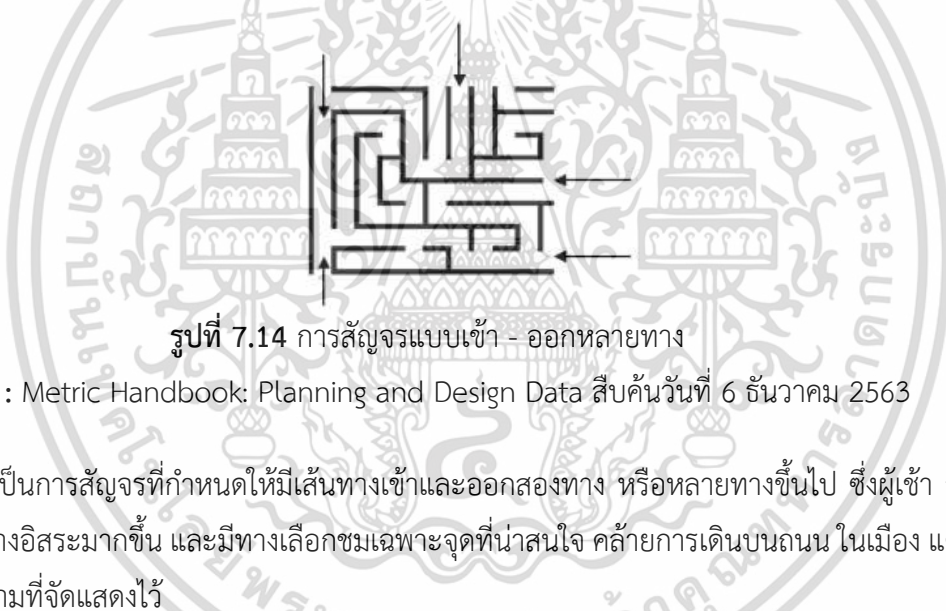 รูปที่ 7.14 การสัญจรแบบเข้า - ออกหลายทาง
: Metric Handbook: Planning and Design Data สืบค้นวันที่ 6 ธันวาคม 2563
เป็นการสัญจรที่กำหนดให้มีเส้นทางเข้าและออกสองทาง หรือหลายทางขึ้นไป ซึ่งผู้เช้า
างอิสระมากขึ้น และมีทางเลือกชมเฉพาะจุดที่น่าสนใจ คล้ายการเดินบนถนน ในเมือง แ
ามที่จัดแสดงไว้